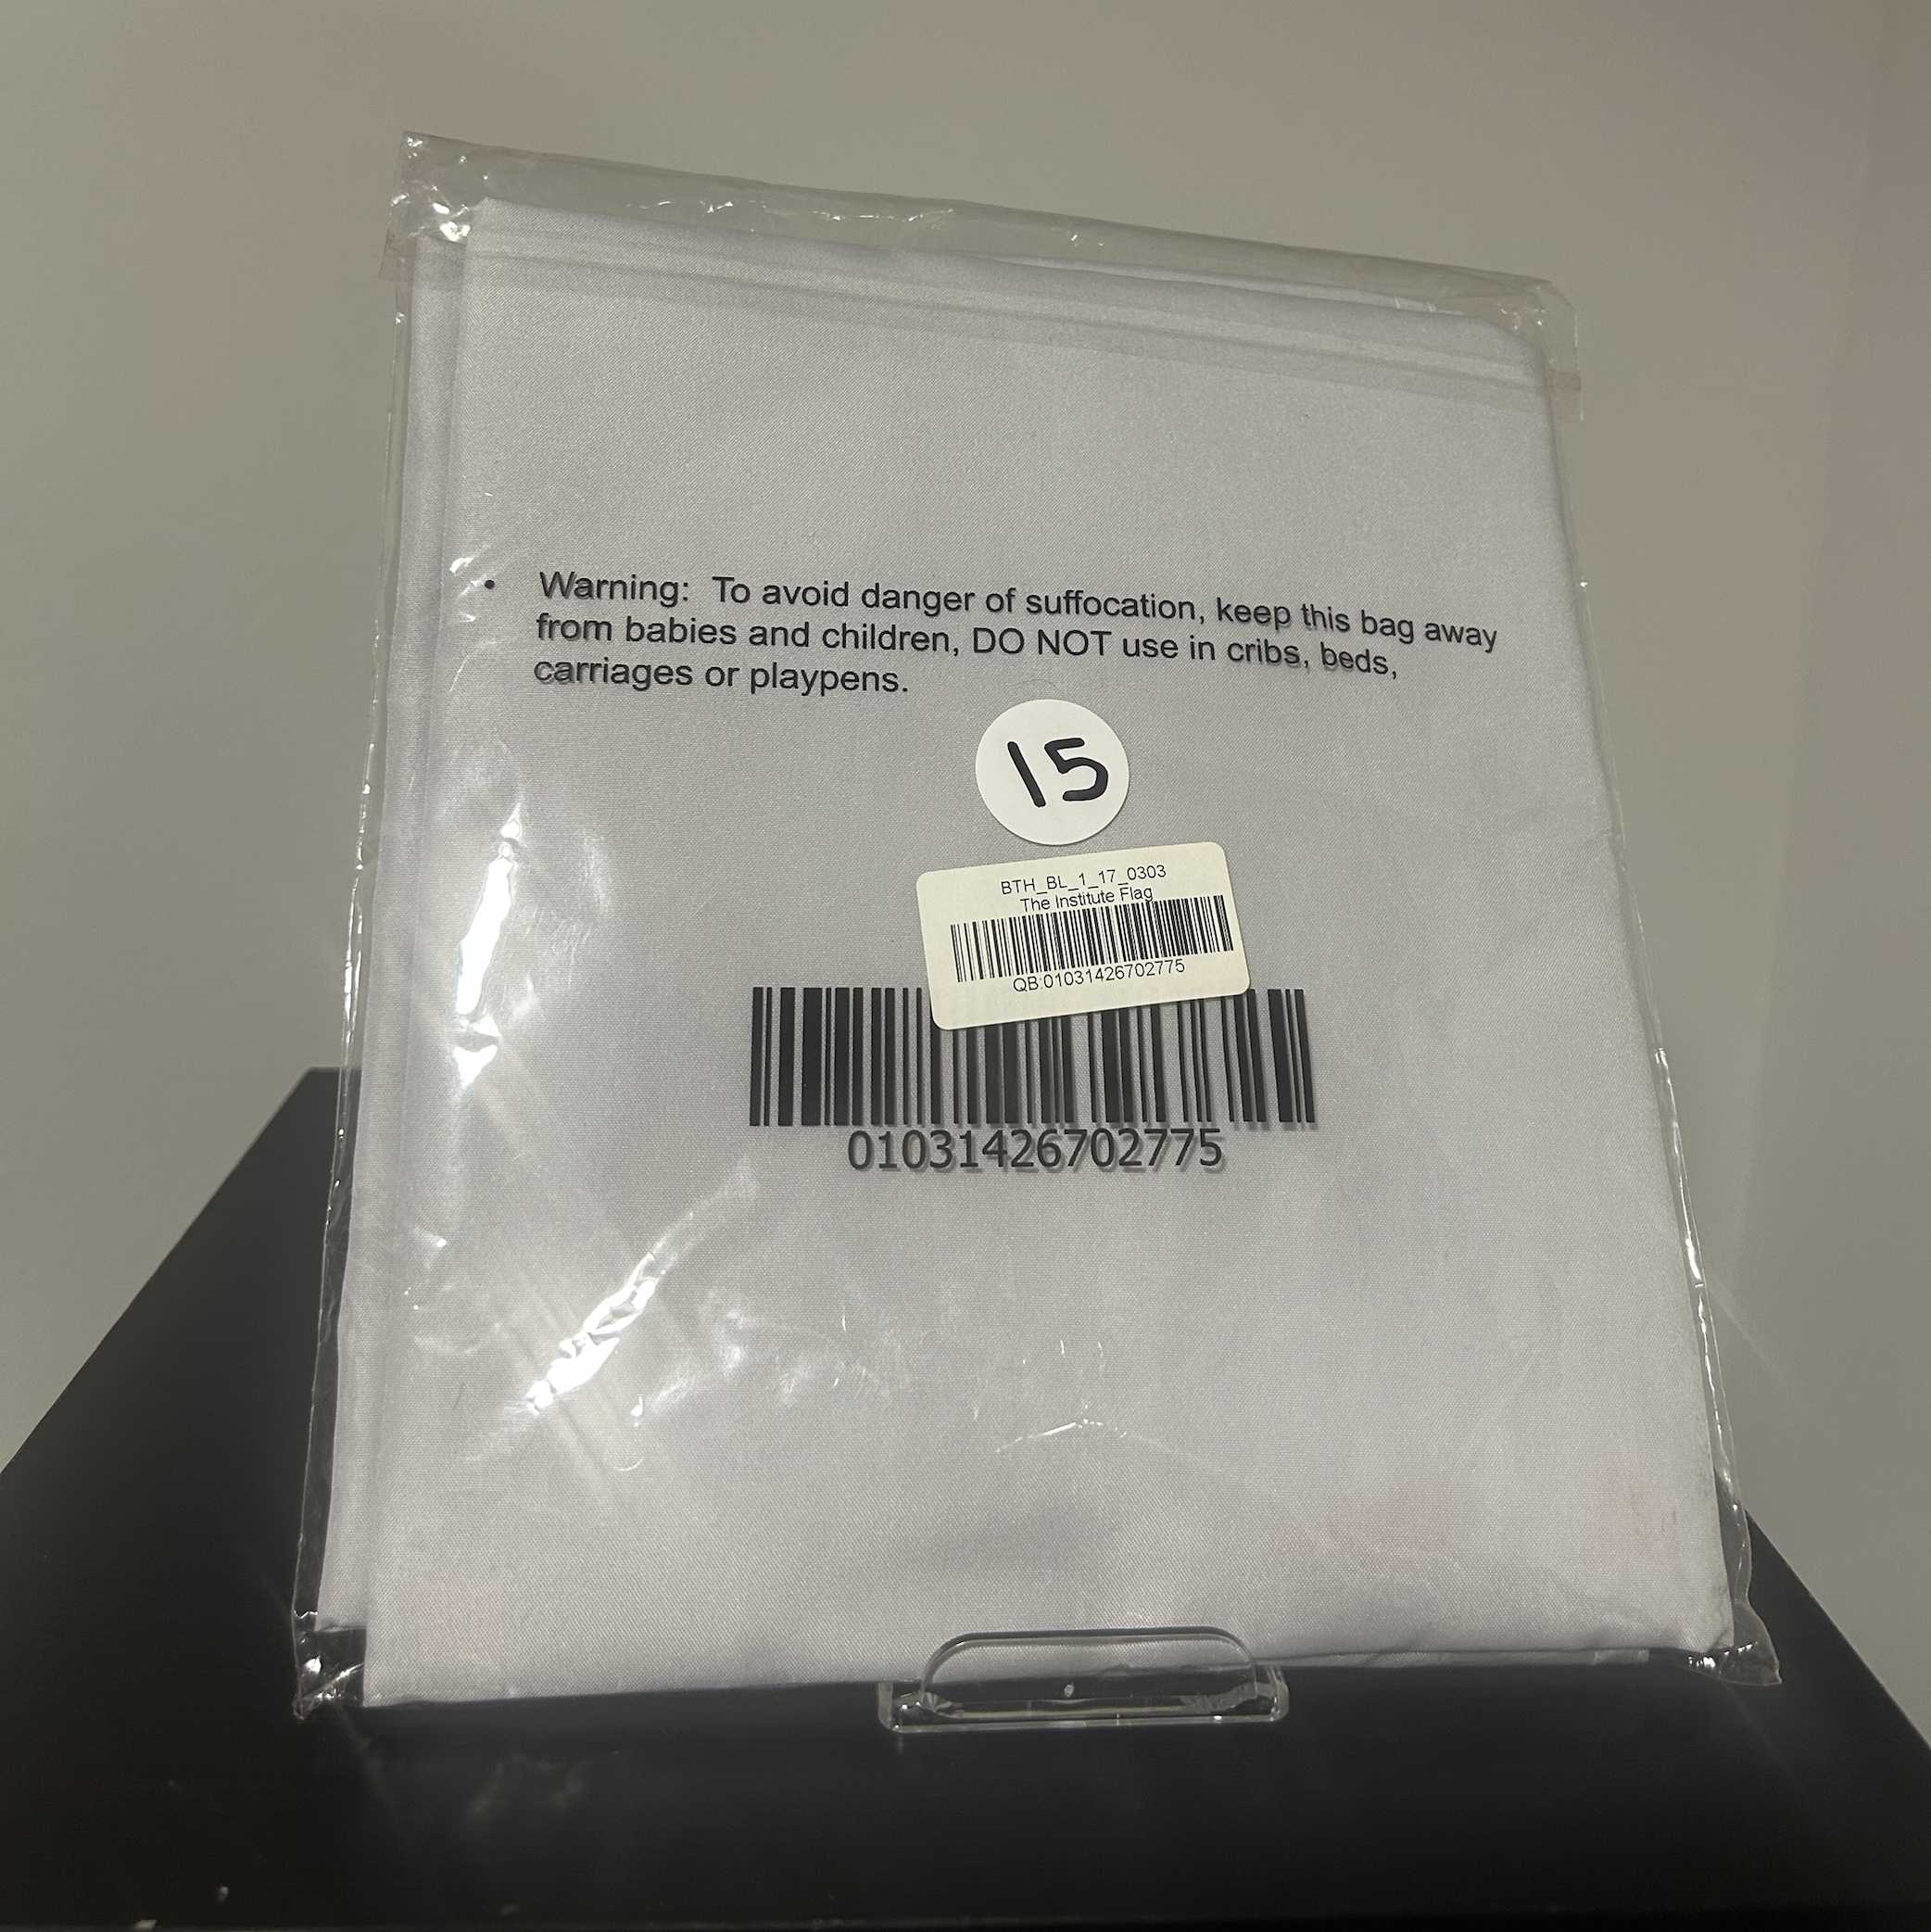 • Warning: To avoid danger of suffocation, keep this bag away
from babies and children, DO NOT use in cribs, beds,
carriages or playpens.
15
BTH_BL_1_17_0303
The Institute Flag
QB:01031426702775
01031426702775